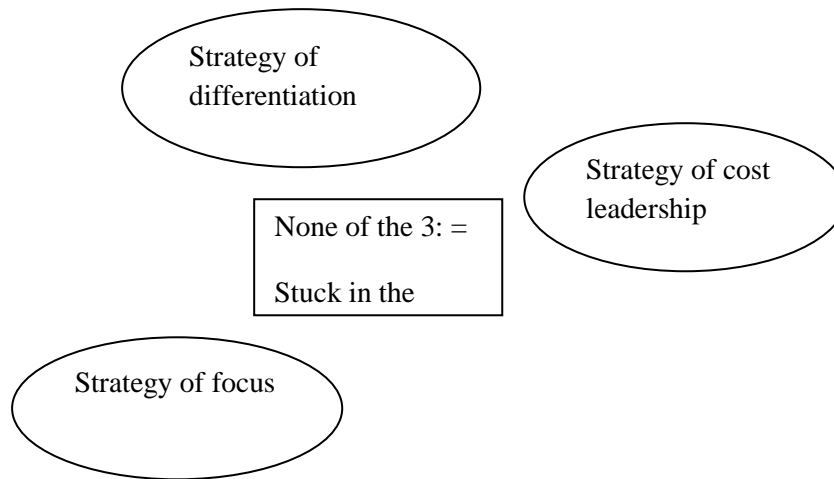 Strategy of
differentiation
Strategy of cost
leadership
None of the 3: =
Stuck in the
Strategy of focus